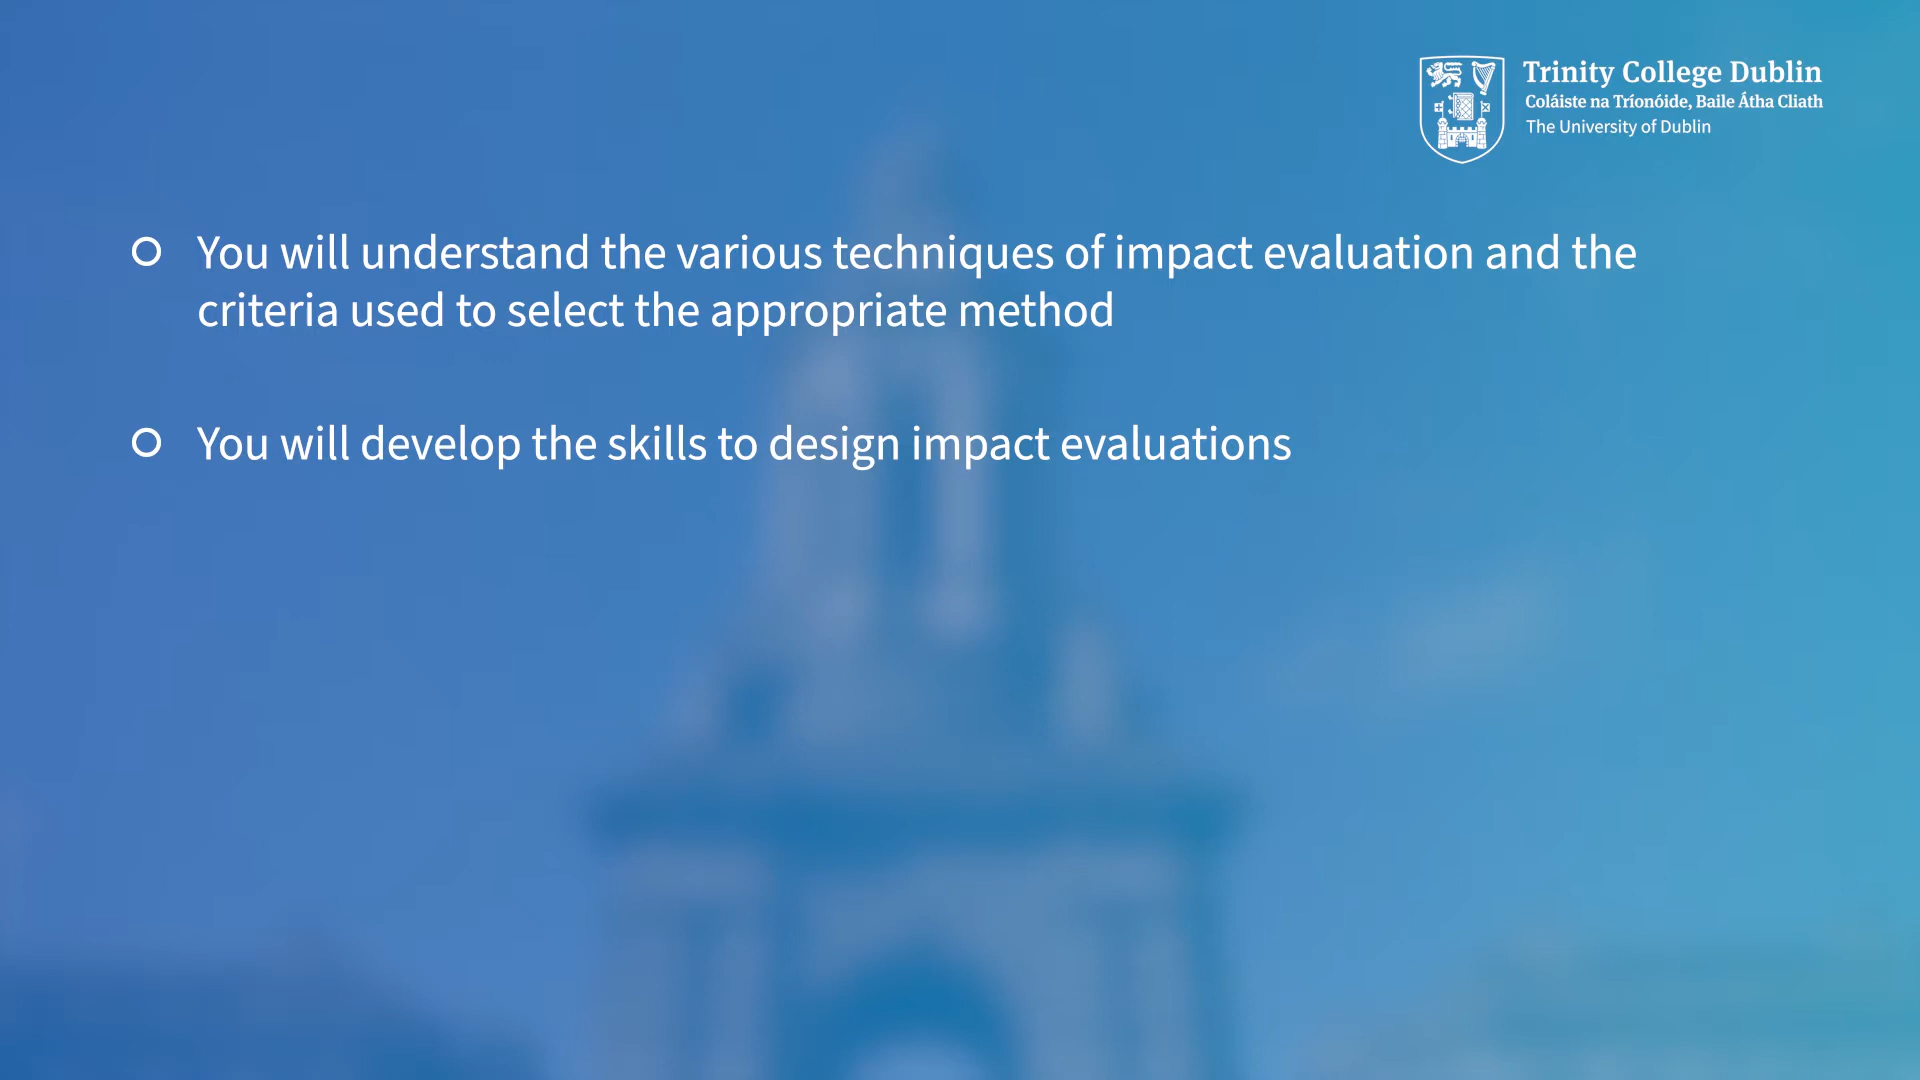 Trinity College Dublin
Coláiste na Tríonóide, Baile Átha Cliath
The University of Dublin
You will understand the various techniques of impact evaluation and the
criteria used to select the appropriate method
You will develop the skills to design impact evaluations